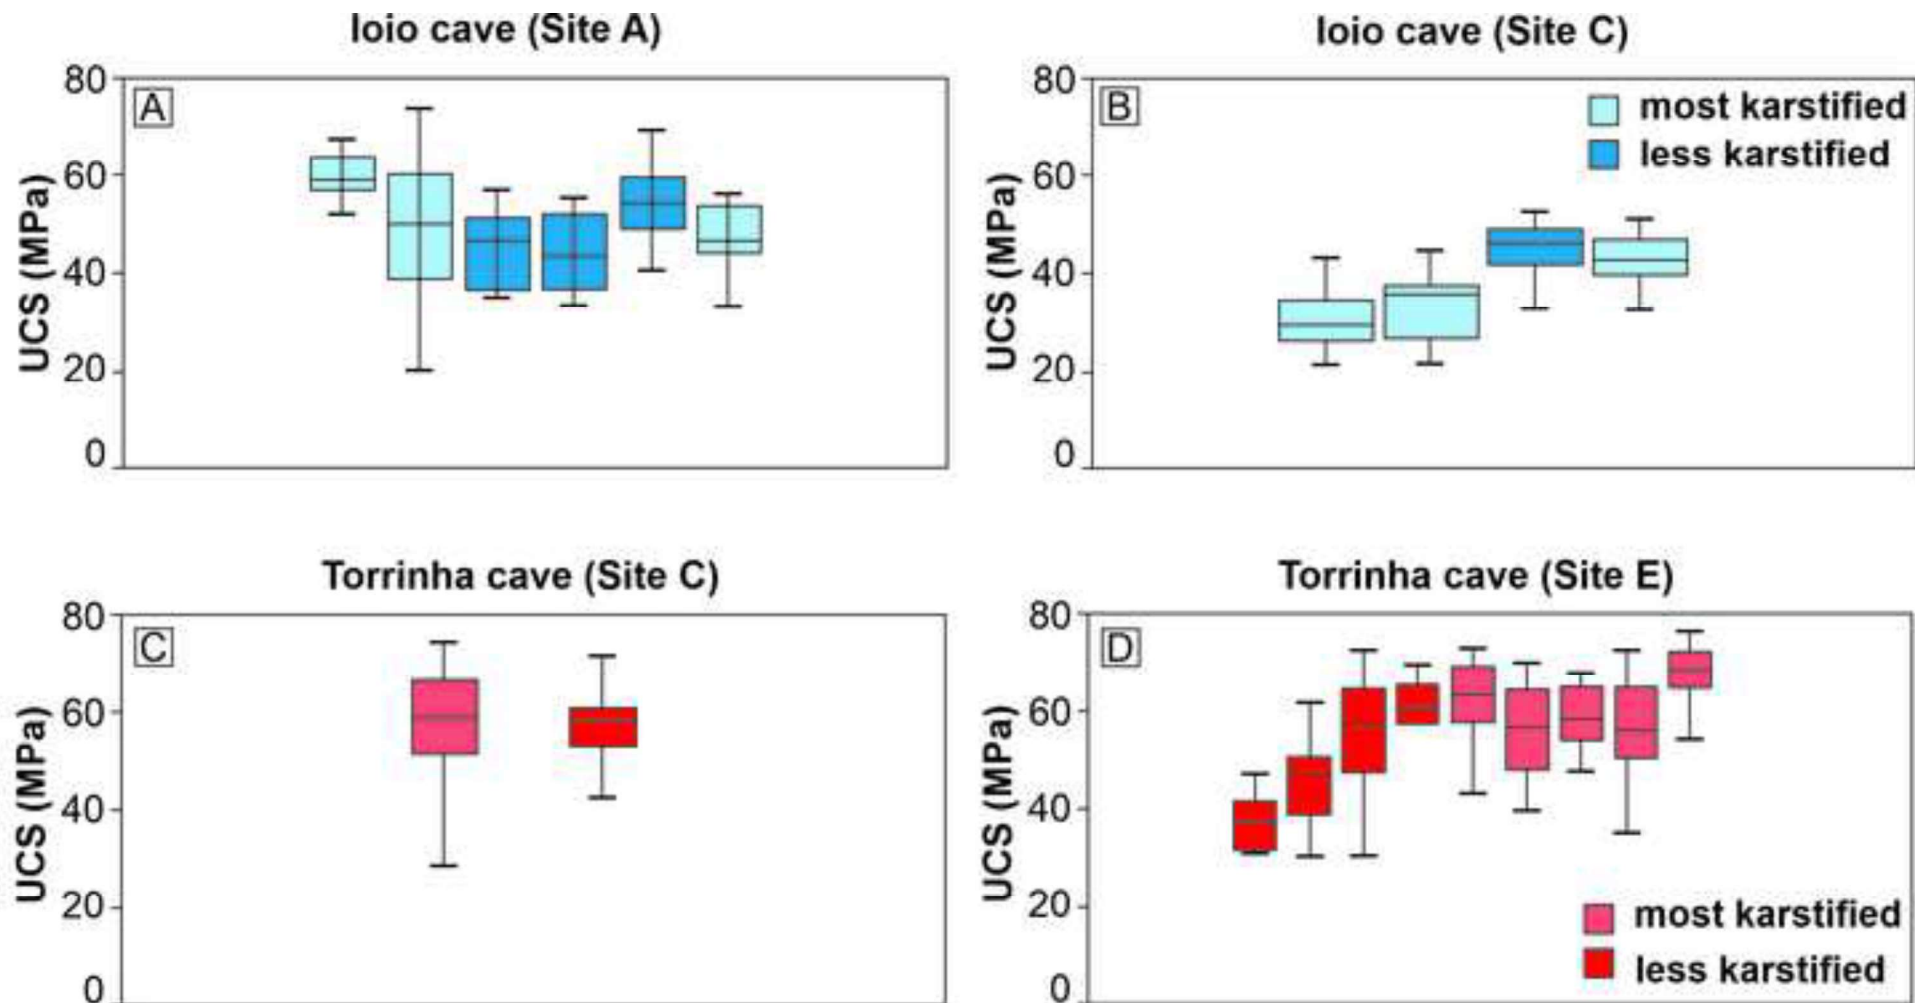 Ioio cave (Site A)
A
UCS (MPa)
80
60
40
20
0
Ioio cave (Site C)
B
most karstified
less karstified
UCS (MPa)
80
60
40
20
0
Torrinha cave (Site C)
C
UCS (MPa)
80
60
40
20
0
Torrinha cave (Site E)
D
UCS (MPa)
80
60
40
20
0
most karstified
less karstified